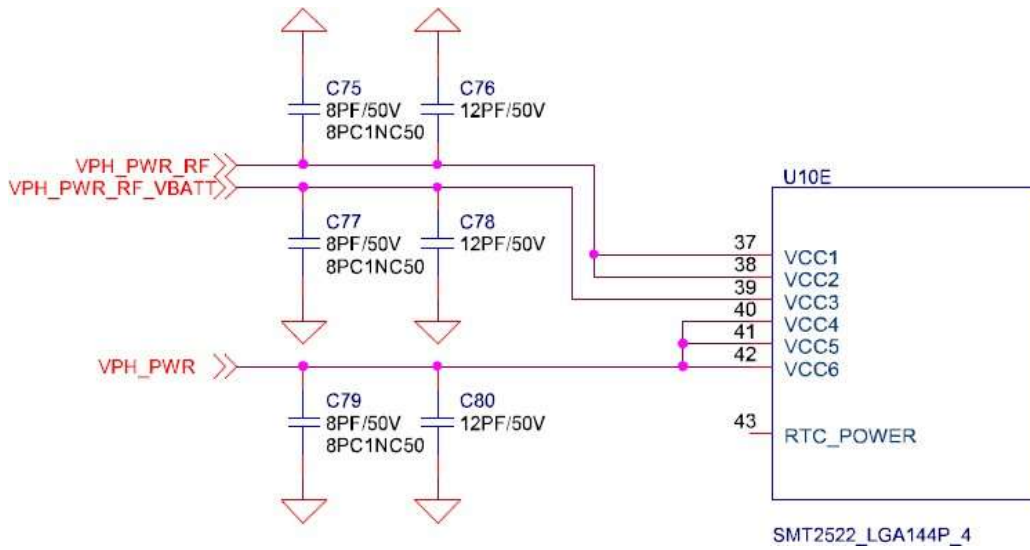 C75
8PF/50V
8PC1NC50
C76
12PF/50V
VPH_PWR_RF
VPH_PWR_RF_VBATT
C77
8PF/50V
8PC1NC50
C78
12PF/50V
VPH_PWR
C79
8PF/50V
8PC1NC50
C80
12PF/50V
U10E
37 VCC1
38 VCC2
39 VCC3
40 VCC4
41 VCC5
42 VCC6
43 RTC_POWER
SMT2522_LGA144P_4